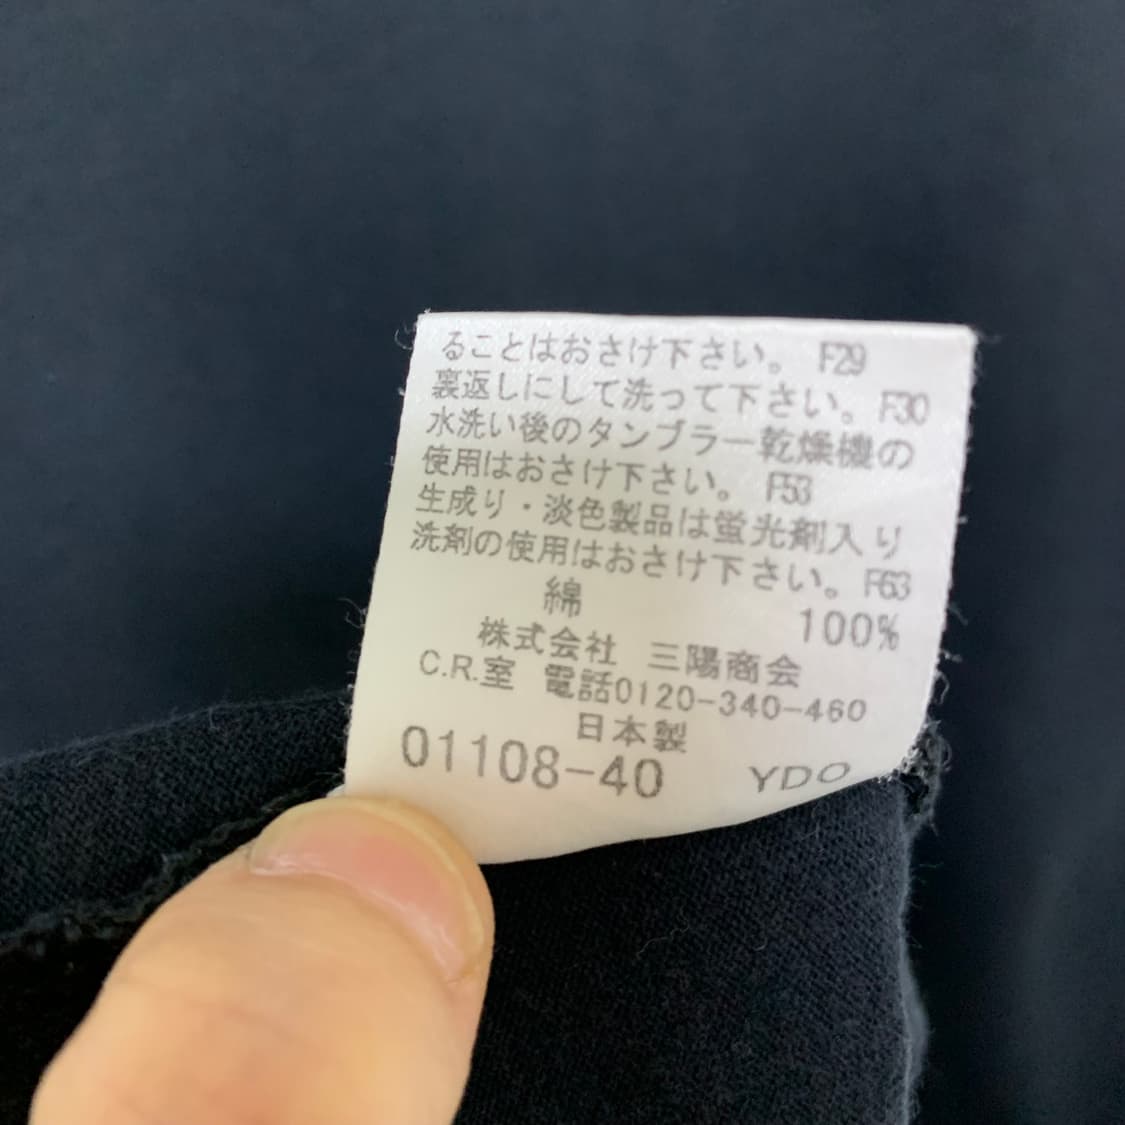 ることはおさけ下さい。 F29
裏返しにして洗って下さい。F30
水洗い後のタンブラー乾燥機の
使用はおさけ下さい。 F53
生成り・淡色製品は蛍光剤入り
洗剤の使用はおさけ下さい。F63
綿 100%
株式会社 三陽商会
C.R.室 電話0120-340-460
日本製
01108-40 YDO